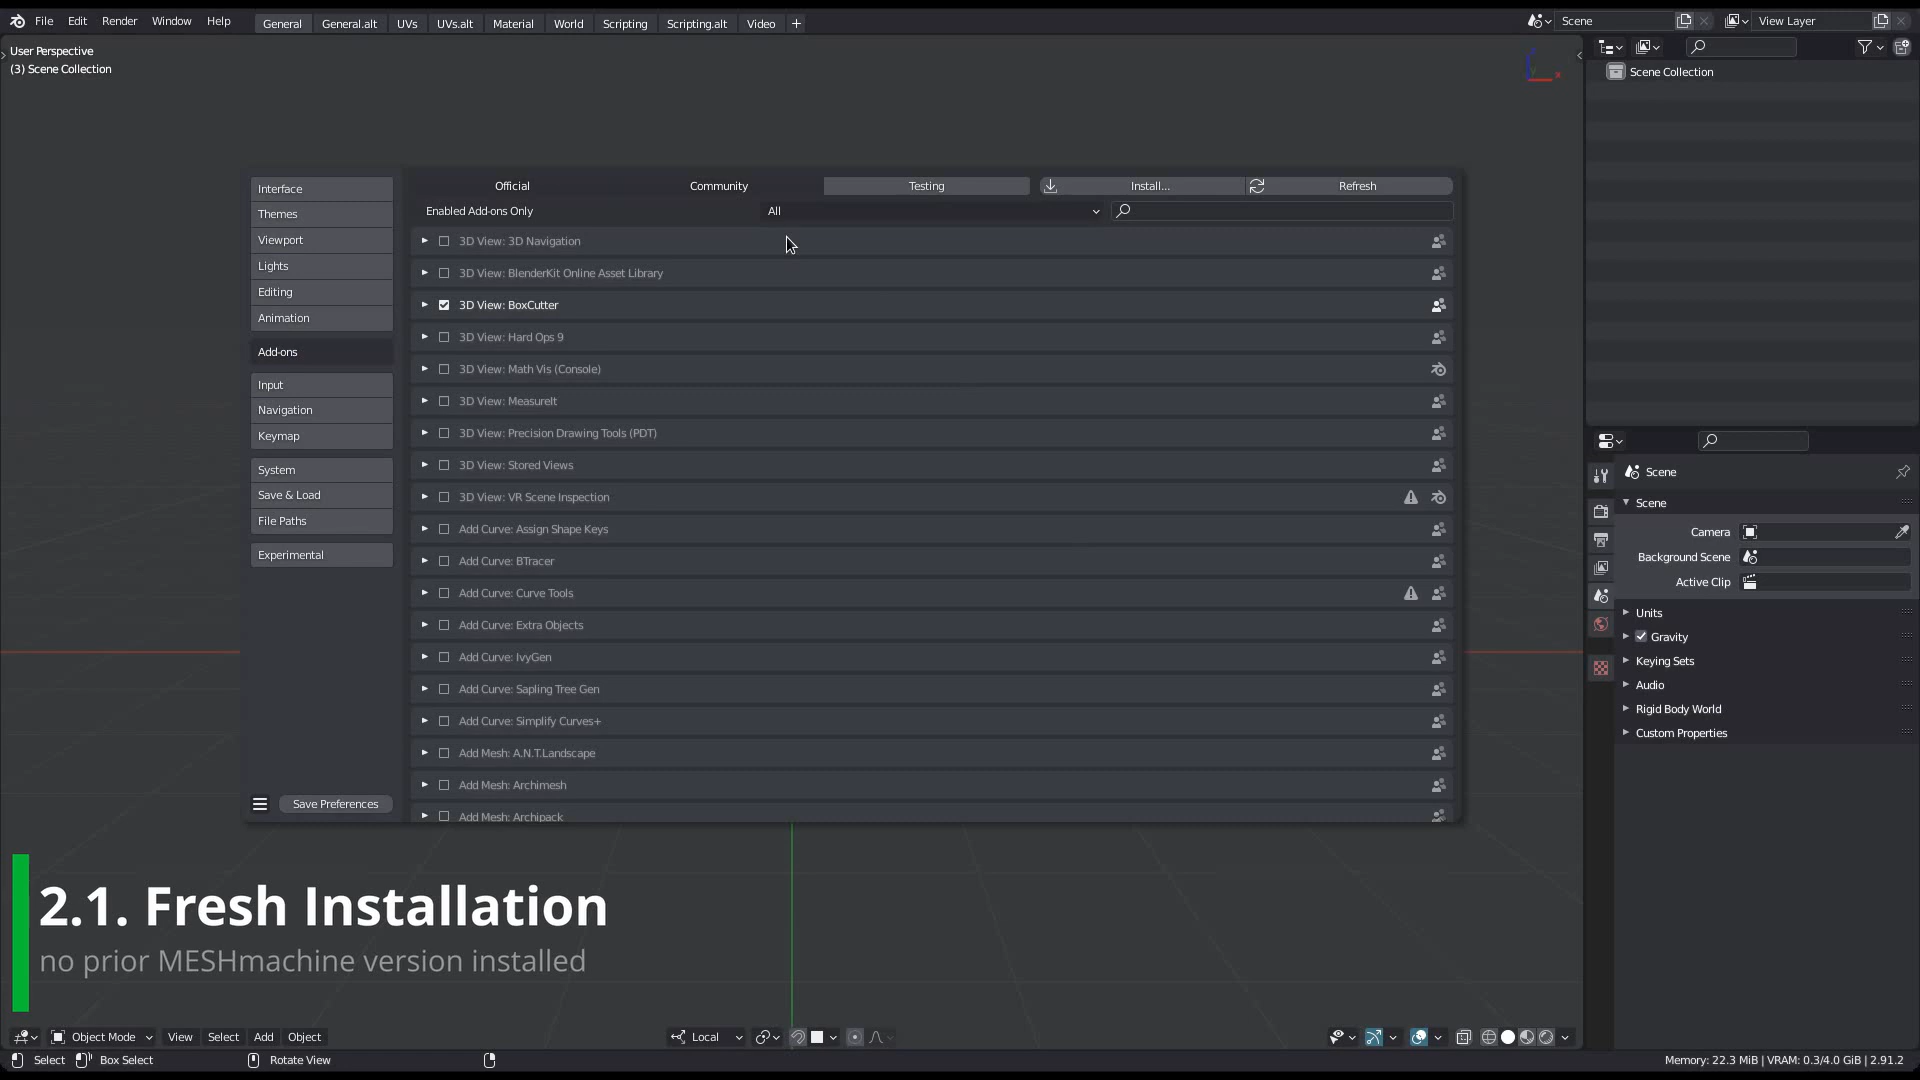 File Edit Render Window Help General General.alt UVs UVs.alt Material World Scripting Scripting.alt Video + Scene View Layer
User Perspective
(3) Scene Collection
Scene Collection
Interface
Themes
Viewport
Lights
Editing
Animation
Add-ons
Input
Navigation
Keymap
System
Save & Load
File Paths
Experimental
Save Preferences
Official Community Testing Install... Refresh
Enabled Add-ons Only All
3D View: 3D Navigation
3D View: BlenderKit Online Asset Library
3D View: BoxCutter
3D View: Hard Ops 9
3D View: Math Vis (Console)
3D View: MeasureIt
3D View: Precision Drawing Tools (PDT)
3D View: Stored Views
3D View: VR Scene Inspection
Add Curve: Assign Shape Keys
Add Curve: BTracer
Add Curve: Curve Tools
Add Curve: Extra Objects
Add Curve: IvyGen
Add Curve: Sapling Tree Gen
Add Curve: Simplify Curves+
Add Mesh: A.N.T.Landscape
Add Mesh: Archimesh
Add Mesh: Archipack
Scene
Scene
Camera
Background Scene
Active Clip
Units
Gravity
Keying Sets
Audio
Rigid Body World
Custom Properties
2.1. Fresh Installation
no prior MESHmachine version installed
Object Mode View Select Add Object Local
Select Box Select Rotate View Memory: 22.3 MiB | VRAM: 0.3/4.0 GiB | 2.91.2